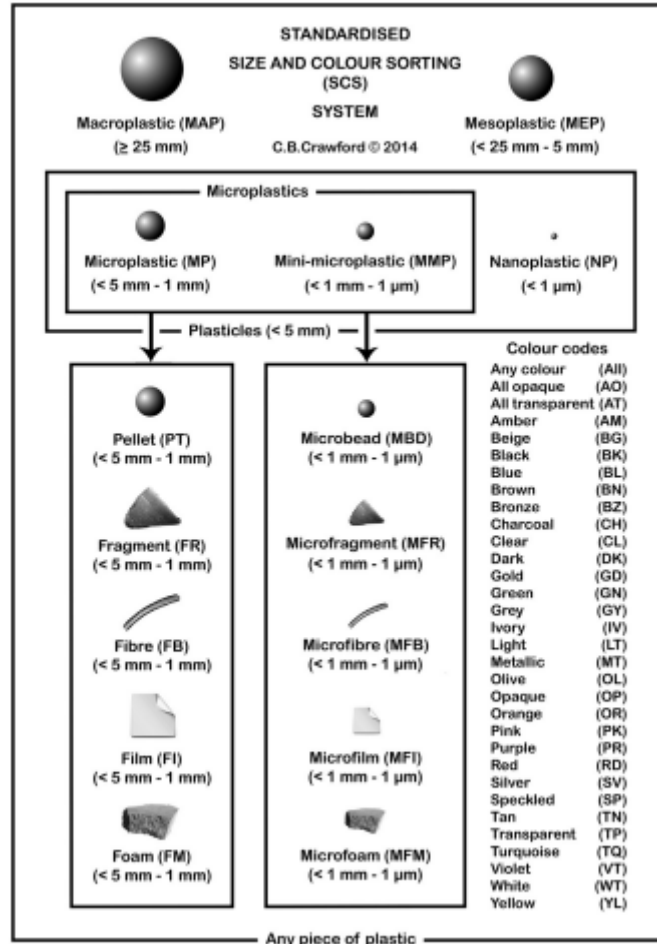 STANDARDISED
SIZE AND COLOUR SORTING
(SCS)
SYSTEM
C.B.Crawford © 2014
Macroplastic (MAP)
(≥ 25 mm)
Mesoplastic (MEP)
(< 25 mm - 5 mm)
Microplastics
Microplastic (MP)
(< 5 mm - 1 mm)
Mini-microplastic (MMP)
(< 1 mm - 1 µm)
Nanoplastic (NP)
(< 1 µm)
Plasticles (< 5 mm)
Pellet (PT)
(< 5 mm - 1 mm)
Fragment (FR)
(< 5 mm - 1 mm)
Fibre (FB)
(< 5 mm - 1 mm)
Film (FI)
(< 5 mm - 1 mm)
Foam (FM)
(< 5 mm - 1 mm)
Microbead (MBD)
(< 1 mm - 1 µm)
Microfragment (MFR)
(< 1 mm - 1 µm)
Microfibre (MFB)
(< 1 mm - 1 µm)
Microfilm (MFI)
(< 1 mm - 1 µm)
Microfoam (MFM)
(< 1 mm - 1 µm)
Colour codes
Any colour (All)
All opaque (AO)
All transparent (AT)
Amber (AM)
Beige (BG)
Black (BK)
Blue (BL)
Brown (BN)
Bronze (BZ)
Charcoal (CH)
Clear (CL)
Dark (DK)
Gold (GD)
Green (GN)
Grey (GY)
Ivory (IV)
Light (LT)
Metallic (MT)
Olive (OL)
Opaque (OP)
Orange (OR)
Pink (PK)
Purple (PR)
Red (RD)
Silver (SV)
Speckled (SP)
Tan (TN)
Transparent (TP)
Turquoise (TQ)
Violet (VT)
White (WT)
Yellow (YL)
Any piece of plastic